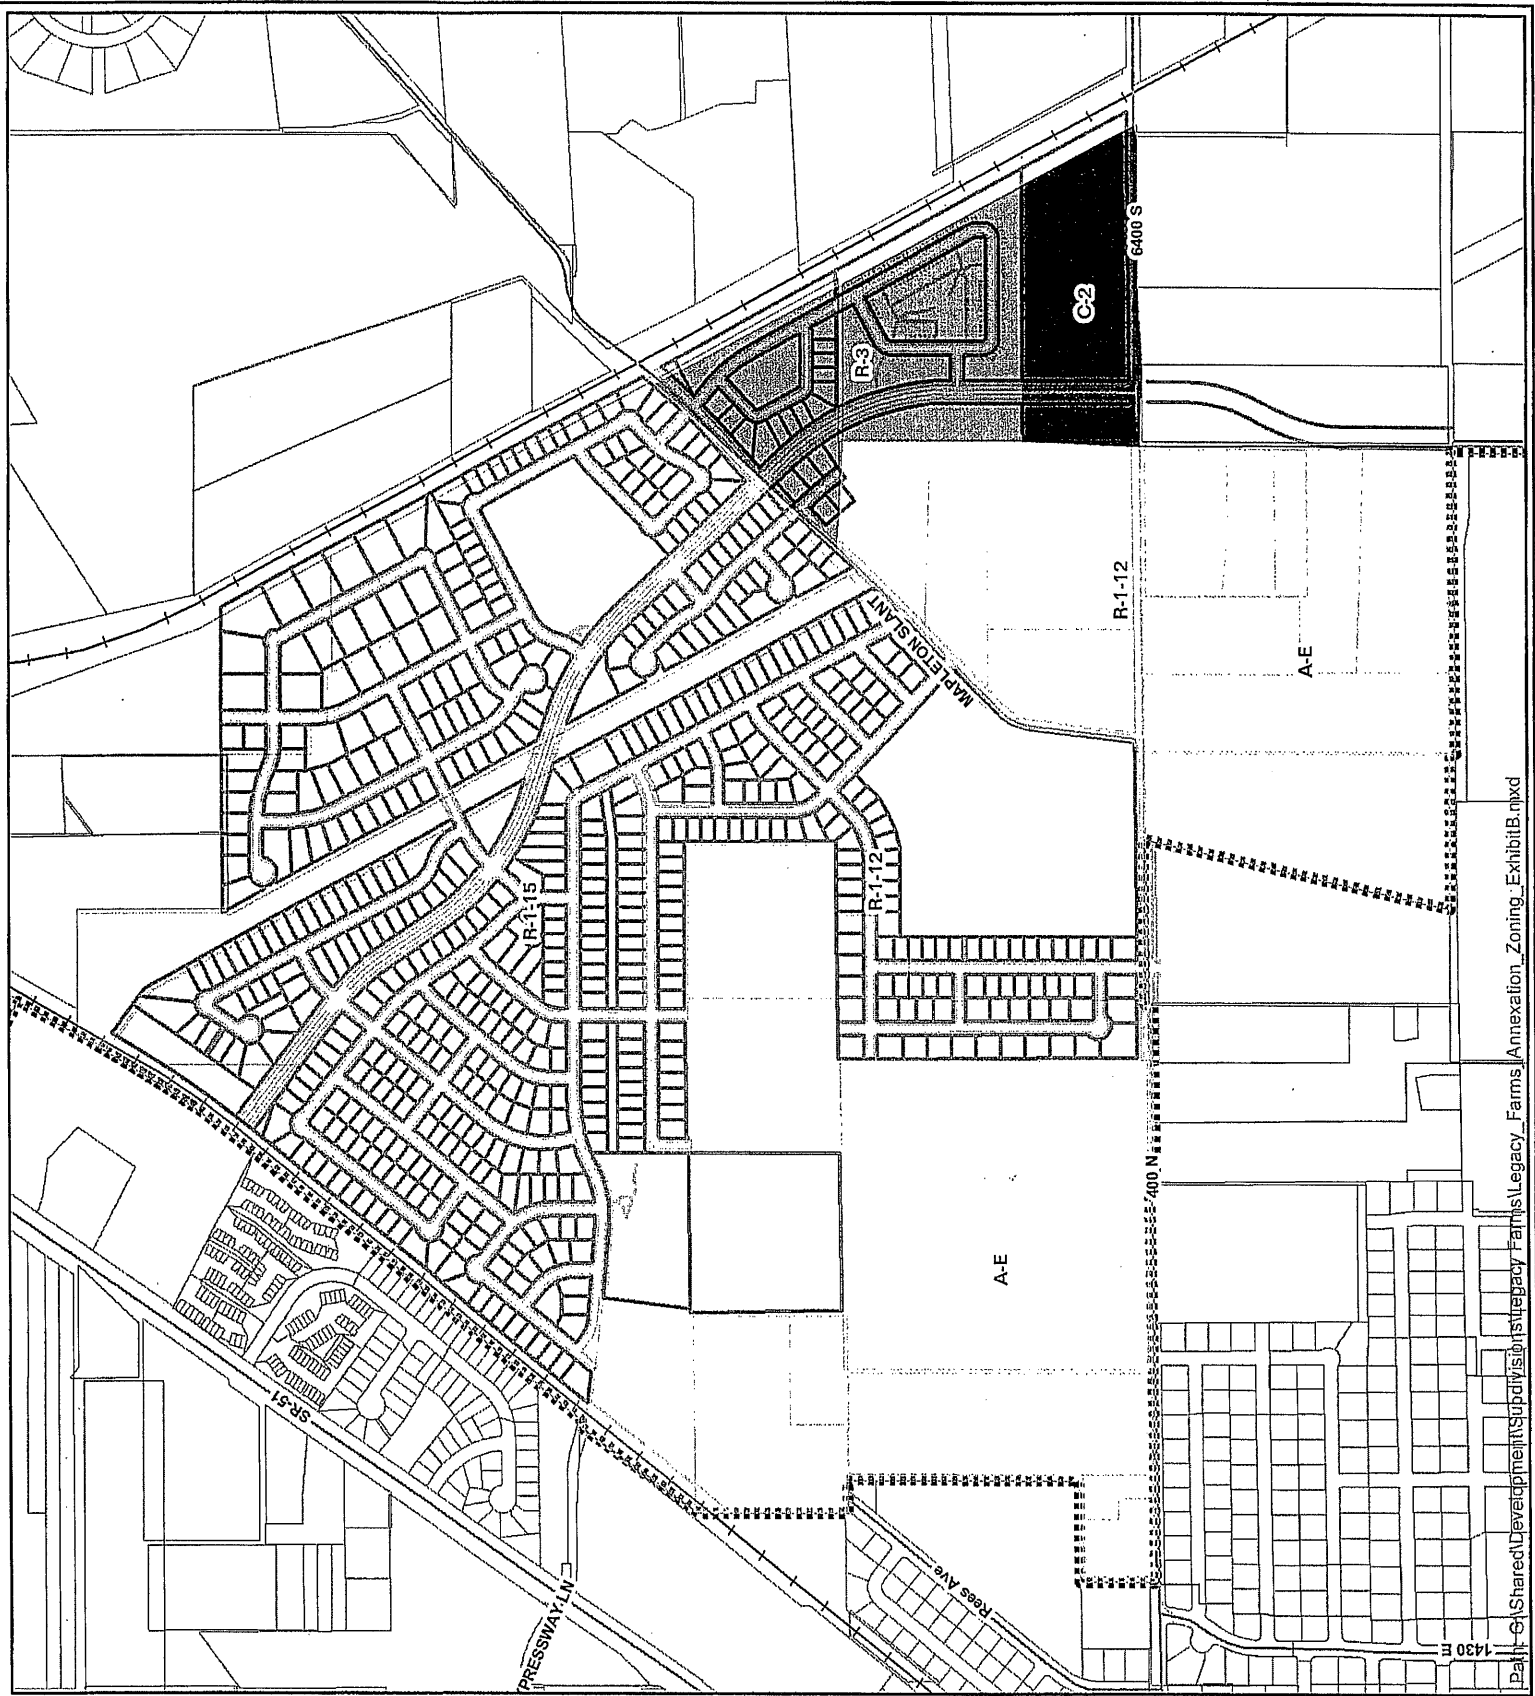 6400 S
C-2
R-3
R-1-12
MAPLETON SLANT
A-E
R-1-15
R-1-12
A-E
400 N
SR-51
PRESSWAY LN
Rees Ave
1430 E
Path: G:\Shared\Development\Subdivisions\Legacy Farms\Legacy_Farms_Annexation_Zoning_ExhibitB.mxd